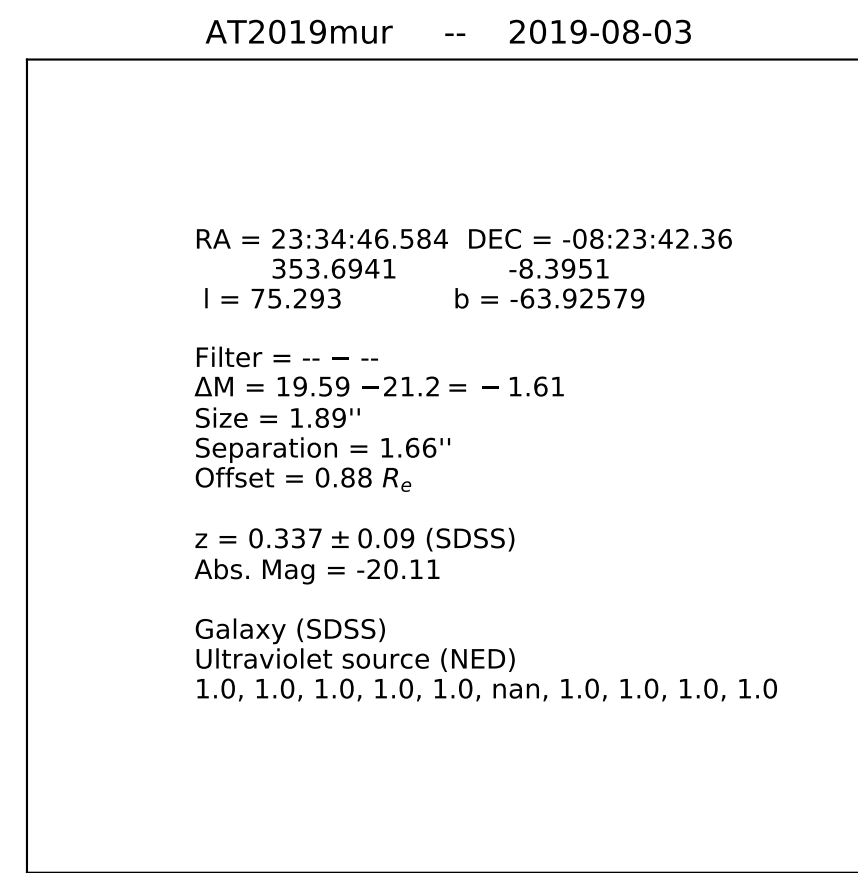 AT2019mur -- 2019-08-03
RA = 23:34:46.584 DEC = -08:23:42.36
353.6941 -8.3951
l = 75.293 b = -63.92579
Filter = -- − --
ΔM = 19.59 −21.2 = − 1.61
Size = 1.89''
Separation = 1.66''
Offset = 0.88 Rₑ
z = 0.337 ± 0.09 (SDSS)
Abs. Mag = -20.11
Galaxy (SDSS)
Ultraviolet source (NED)
1.0, 1.0, 1.0, 1.0, 1.0, nan, 1.0, 1.0, 1.0, 1.0